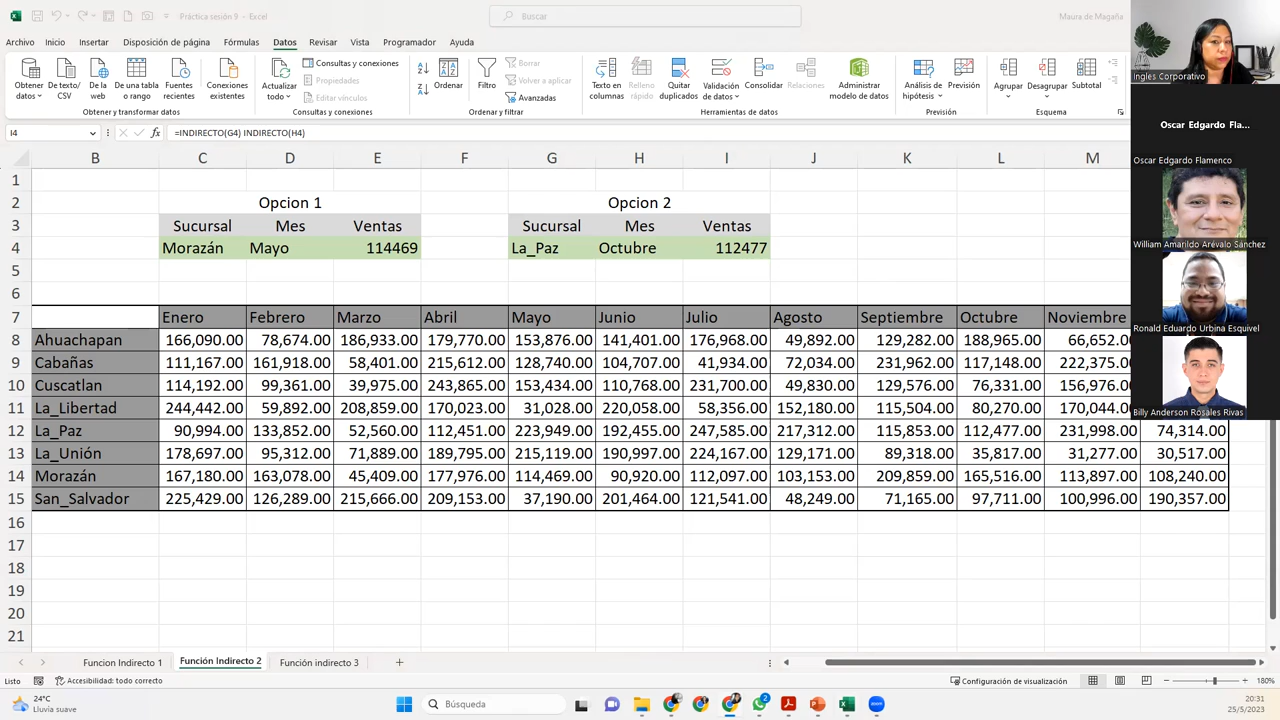 Práctica sesión 9 - Excel
Buscar
Maura de Magaña
Archivo Inicio Insertar Disposición de página Fórmulas Datos Revisar Vista Programador Ayuda
Obtener datos
De texto/ CSV
De la web
De una tabla o rango
Fuentes recientes
Conexiones existentes
Actualizar todo
Consultas y conexiones
Propiedades
Editar vínculos
Ordenar
Filtro
Borrar
Volver a aplicar
Avanzadas
Texto en columnas
Relleno rápido
Quitar duplicados
Validación de datos
Consolidar
Relaciones
Administrar modelo de datos
Análisis de hipótesis
Previsión
Agrupar
Desagrupar
Subtotal
Obtener y transformar datos
Consultas y conexiones
Ordenar y filtrar
Herramientas de datos
Previsión
Esquema
I4 fx =INDIRECTO(G4) INDIRECTO(H4)
B C D E F G H I J K L M
1
2 Opcion 1 Opcion 2
3 Sucursal Mes Ventas Sucursal Mes Ventas
4 Morazán Mayo 114469 La_Paz Octubre 112477
5
6
7 Enero Febrero Marzo Abril Mayo Junio Julio Agosto Septiembre Octubre Noviembre
8 Ahuachapan 166,090.00 78,674.00 186,933.00 179,770.00 153,876.00 141,401.00 176,968.00 49,892.00 129,282.00 188,965.00 66,652.0
9 Cabañas 111,167.00 161,918.00 58,401.00 215,612.00 128,740.00 104,707.00 41,934.00 72,034.00 231,962.00 117,148.00 222,375.0
10 Cuscatlan 114,192.00 99,361.00 39,975.00 243,865.00 153,434.00 110,768.00 231,700.00 49,830.00 129,576.00 76,331.00 156,976.0
11 La_Libertad 244,442.00 59,892.00 208,859.00 170,023.00 31,028.00 220,058.00 58,356.00 152,180.00 115,504.00 80,270.00 170,044.0
12 La_Paz 90,994.00 133,852.00 52,560.00 112,451.00 223,949.00 192,455.00 247,585.00 217,312.00 115,853.00 112,477.00 231,998.00 74,314.00
13 La_Unión 178,697.00 95,312.00 71,889.00 189,795.00 215,119.00 190,997.00 224,167.00 129,171.00 89,318.00 35,817.00 31,277.00 30,517.00
14 Morazán 167,180.00 163,078.00 45,409.00 177,976.00 114,469.00 90,920.00 112,097.00 103,153.00 209,859.00 165,516.00 113,897.00 108,240.00
15 San_Salvador 225,429.00 126,289.00 215,666.00 209,153.00 37,190.00 201,464.00 121,541.00 48,249.00 71,165.00 97,711.00 100,996.00 190,357.00
16
17
18
19
20
21
Ingles Corporativo
Oscar Edgardo Fla...
Oscar Edgardo Flamenco
William Amarildo Arévalo Sánchez
Ronald Eduardo Urbina Esquivel
Billy Anderson Rosales Rivas
Funcion Indirecto 1 Función Indirecto 2 Función indirecto 3
Listo Accesibilidad: todo correcto Configuración de visualización 180%
24°C
Lluvia suave
Búsqueda
2
20:31
25/5/2023